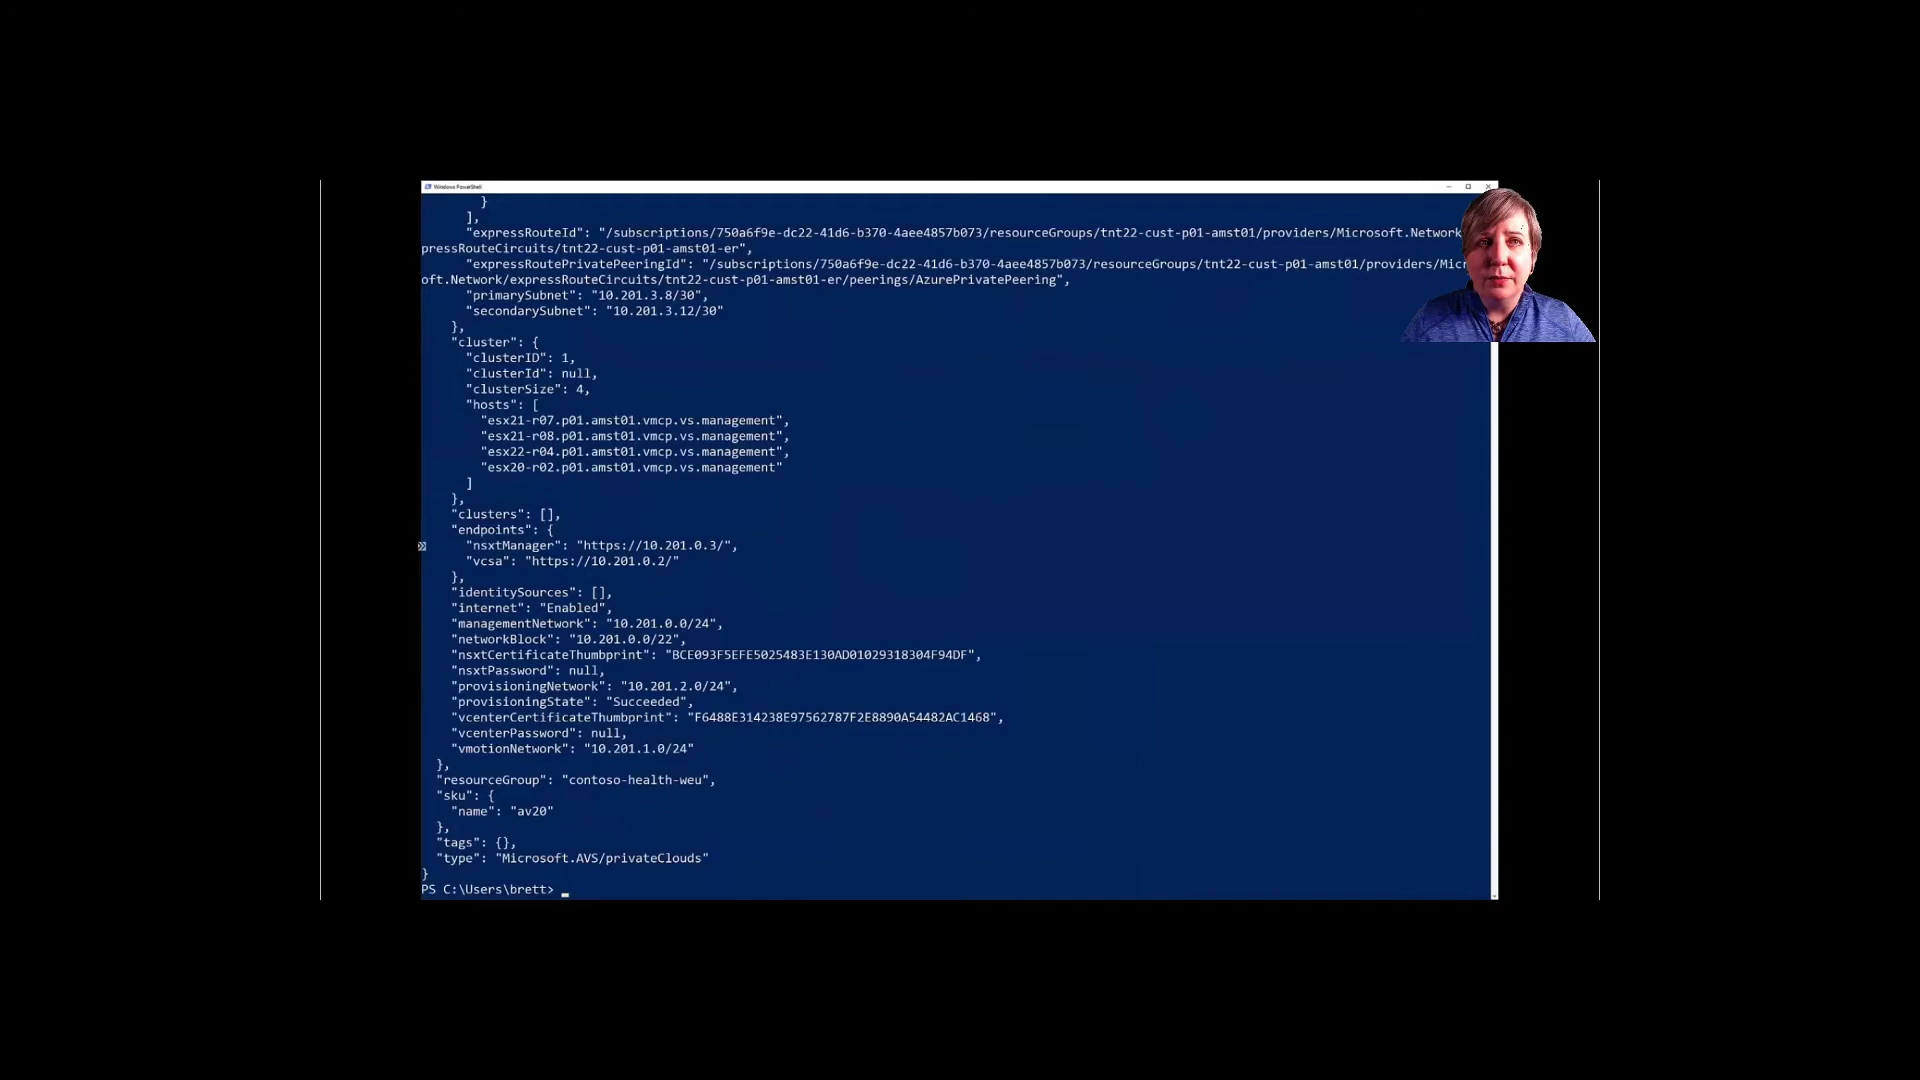 Windows PowerShell
}
],
"expressRouteId": "/subscriptions/750a6f9e-dc22-41d6-b370-4aee4857b073/resourceGroups/tnt22-cust-p01-amst01/providers/Microsoft.Network
pressRouteCircuits/tnt22-cust-p01-amst01-er",
"expressRoutePrivatePeeringId": "/subscriptions/750a6f9e-dc22-41d6-b370-4aee4857b073/resourceGroups/tnt22-cust-p01-amst01/providers/Mic
oft.Network/expressRouteCircuits/tnt22-cust-p01-amst01-er/peerings/AzurePrivatePeering",
"primarySubnet": "10.201.3.8/30",
"secondarySubnet": "10.201.3.12/30"
},
"cluster": {
"clusterID": 1,
"clusterId": null,
"clusterSize": 4,
"hosts": [
"esx21-r07.p01.amst01.vmcp.vs.management",
"esx21-r08.p01.amst01.vmcp.vs.management",
"esx22-r04.p01.amst01.vmcp.vs.management",
"esx20-r02.p01.amst01.vmcp.vs.management"
]
},
"clusters": [],
"endpoints": {
"nsxtManager": "https://10.201.0.3/",
"vcsa": "https://10.201.0.2/"
},
"identitySources": [],
"internet": "Enabled",
"managementNetwork": "10.201.0.0/24",
"networkBlock": "10.201.0.0/22",
"nsxtCertificateThumbprint": "BCE093F5EFE5025483E130AD01029318304F94DF",
"nsxtPassword": null,
"provisioningNetwork": "10.201.2.0/24",
"provisioningState": "Succeeded",
"vcenterCertificateThumbprint": "F6488E314238E97562787F2E8890A54482AC1468",
"vcenterPassword": null,
"vmotionNetwork": "10.201.1.0/24"
},
"resourceGroup": "contoso-health-weu",
"sku": {
"name": "av20"
},
"tags": {},
"type": "Microsoft.AVS/privateClouds"
}
PS C:\Users\brett>